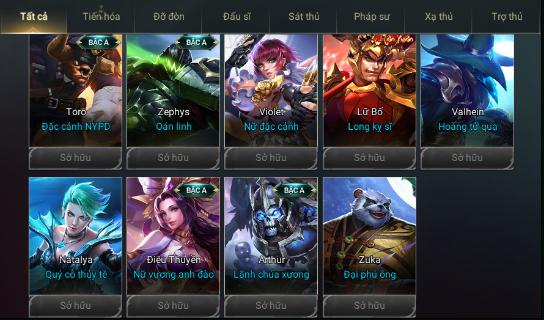 Tất cả Tiến hóa Đỡ đòn Đấu sĩ Sát thủ Pháp sư Xạ thủ Trợ thủ
BẬC A BẬC A
Toro Zephys Violet Lữ Bố Valhein
Đặc cảnh NYPD Oán linh Nữ đặc cảnh Long kỵ sĩ Hoàng tử quạ
Sở hữu Sở hữu Sở hữu Sở hữu Sở hữu
BẬC A BẬC A
Natalya Điêu Thuyền Arthur Zuka
Quý cô thủy tề Nữ vương anh đào Lãnh chúa xương Đại phú ông
Sở hữu Sở hữu Sở hữu Sở hữu